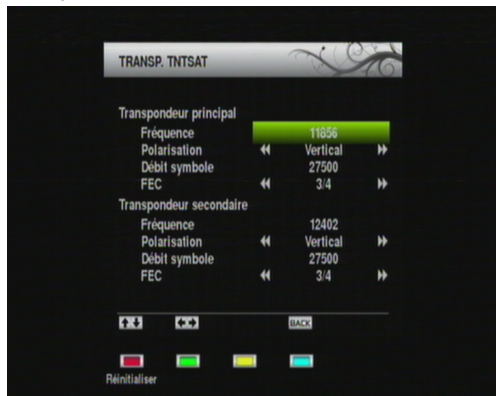 TRANSP. TNTSAT
Transpondeur principal
Fréquence 11856
Polarisation Vertical
Débit symbole 27500
FEC 3/4
Transpondeur secondaire
Fréquence 12402
Polarisation Vertical
Débit symbole 27500
FEC 3/4
BACK
Réinitialiser